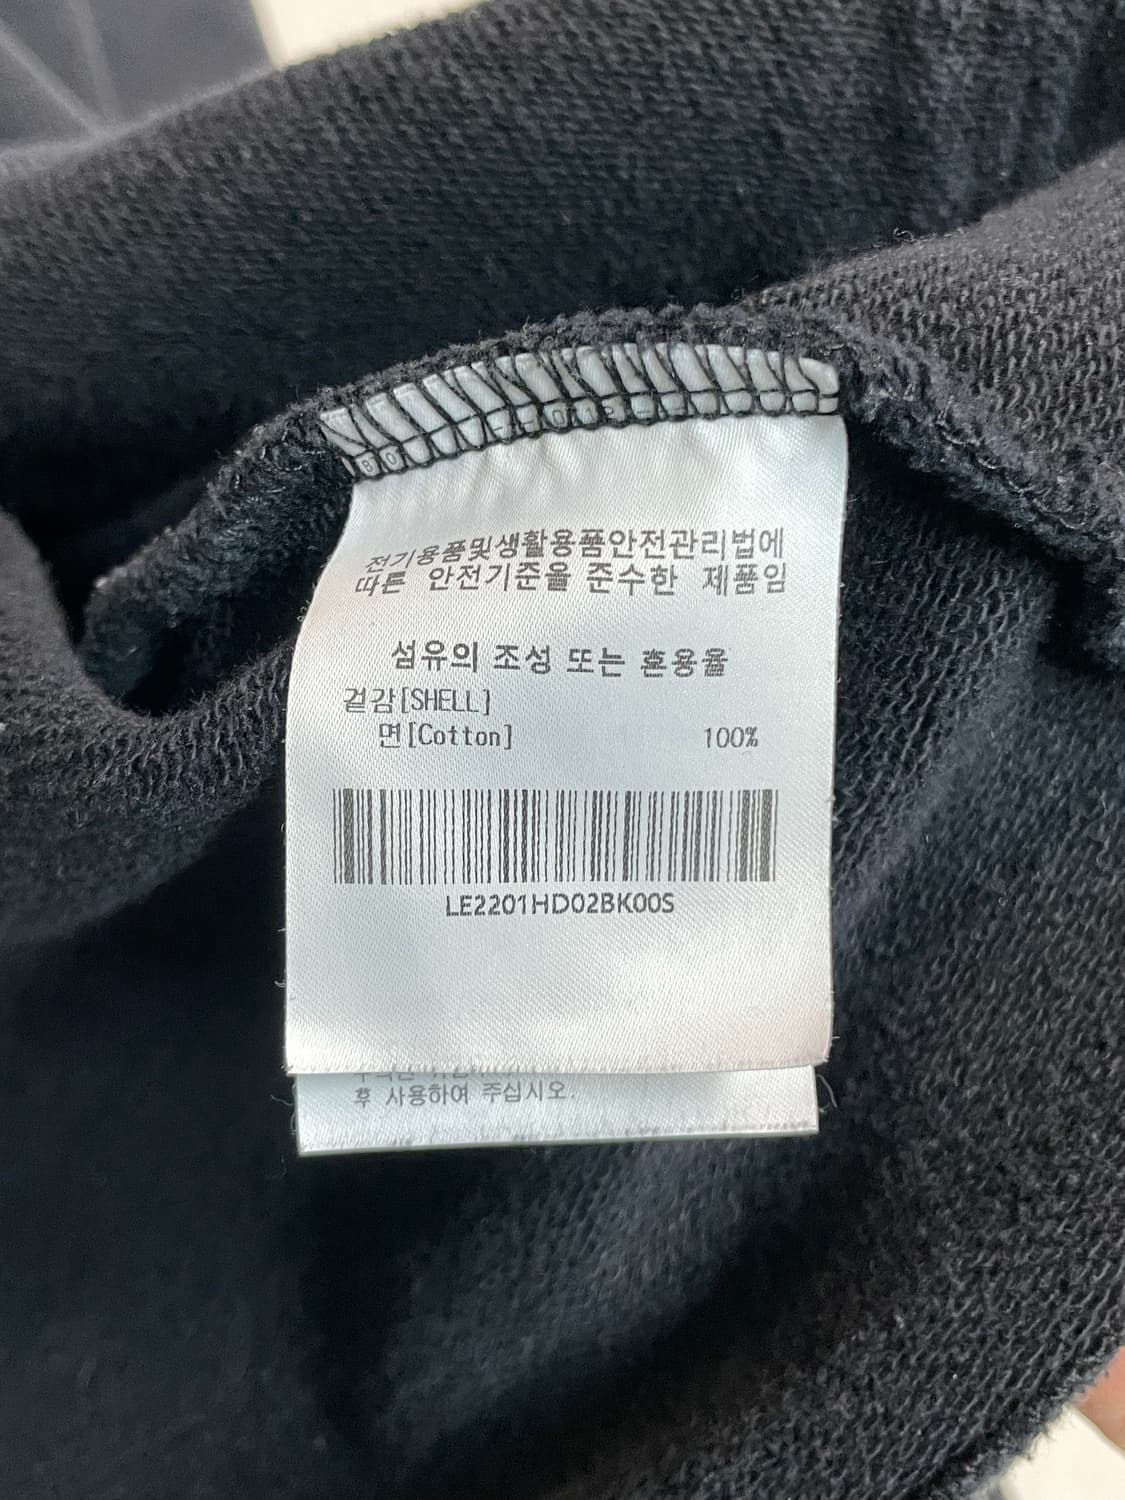 전기용품및생활용품안전관리법에
따른 안전기준을 준수한 제품임
섬유의 조성 또는 혼용율
겉감[SHELL]
면[Cotton] 100%
LE2201HD02BK00S
후 사용하여 주십시오.